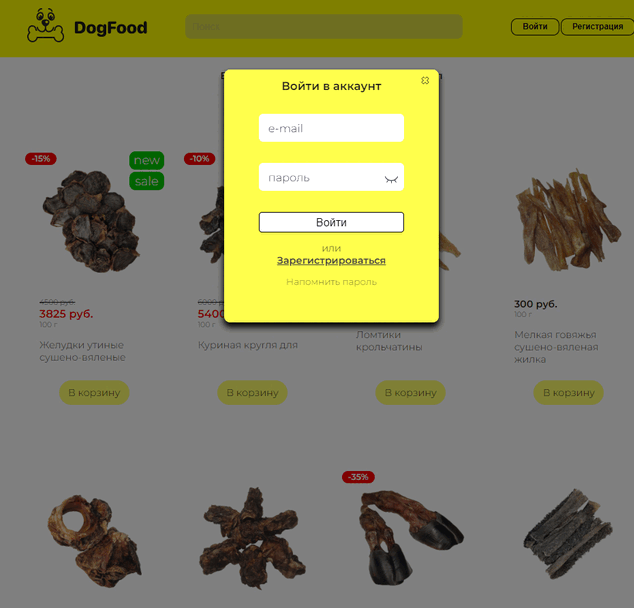 DogFood
Поиск
Войти
Регистрация
Войти в аккаунт
e-mail
пароль
Войти
или
Зарегистрироваться
Напомнить пароль
-15%
new
sale
-10%
4500 руб.
3825 руб.
100 г
Желудки утиные
сушено-вяленые
В корзину
6000
5400
100 г
Куриная кругля для
В корзину
Ломтики
крольчатины
В корзину
300 руб.
100 г
Мелкая говяжья
сушено-вяленая
жилка
В корзину
-35%